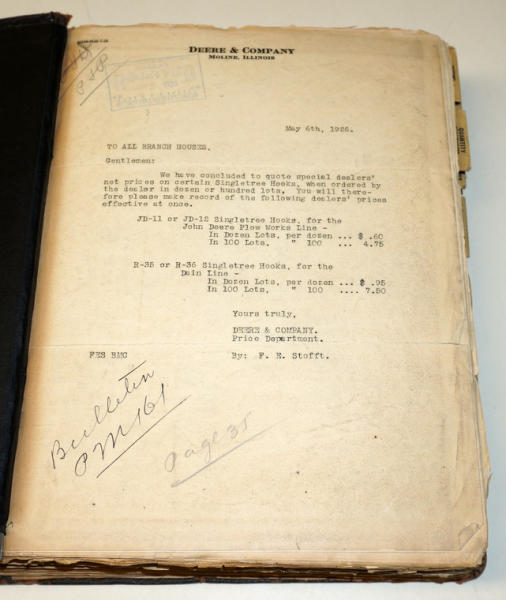 DEERE & COMPANY
MOLINE, ILLINOIS
May 6th, 1926.
TO ALL BRANCH HOUSES.
Gentlemen:
We have concluded to quote special dealers'
net prices on certain Singletree Hooks, when ordered by
the dealer in dozen or hundred lots. You will there-
fore please make record of the following dealers' prices
effective at once.
JD-11 or JD-12 Singletree Hooks, for the
John Deere Plow Works Line -
In Dozen Lots, per dozen ... $ .60
In 100 Lots, " 100 ... 4.75
R-35 or R-36 Singletree Hooks, for the
Dain Line -
In Dozen Lots, per dozen ... $ .95
In 100 Lots, " 100 .... 7.50
Yours truly,
DEERE & COMPANY.
Price Department.
FES BMC By: F. E. Stofft.
Bulletin
PM161
Page 35
QUANTITY